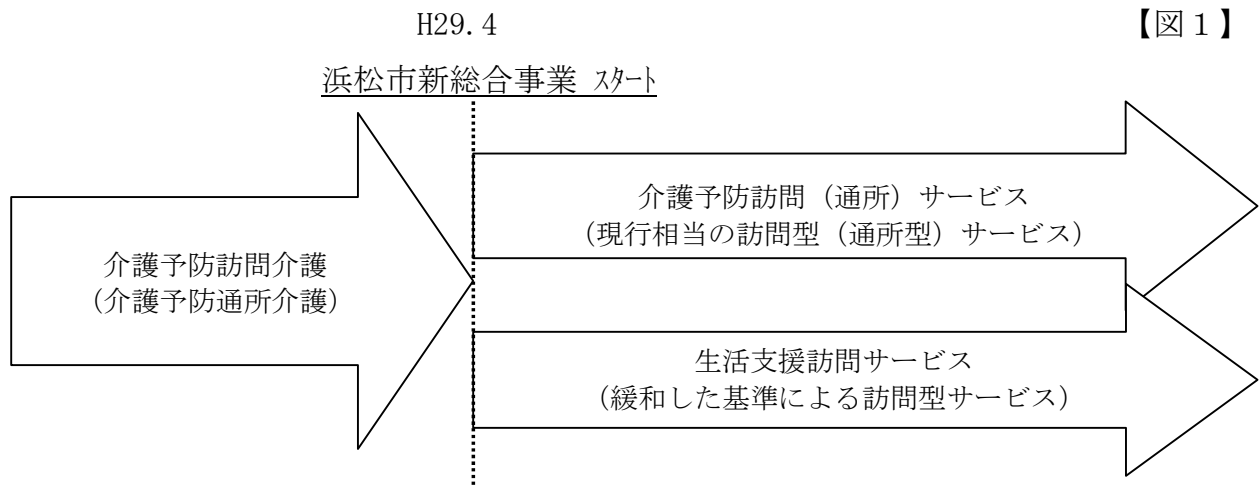 H29.4
【図１】
浜松市新総合事業 ｽﾀｰﾄ
介護予防訪問（通所）サービス
（現行相当の訪問型（通所型）サービス）
介護予防訪問介護
（介護予防通所介護）
生活支援訪問サービス
（緩和した基準による訪問型サービス）